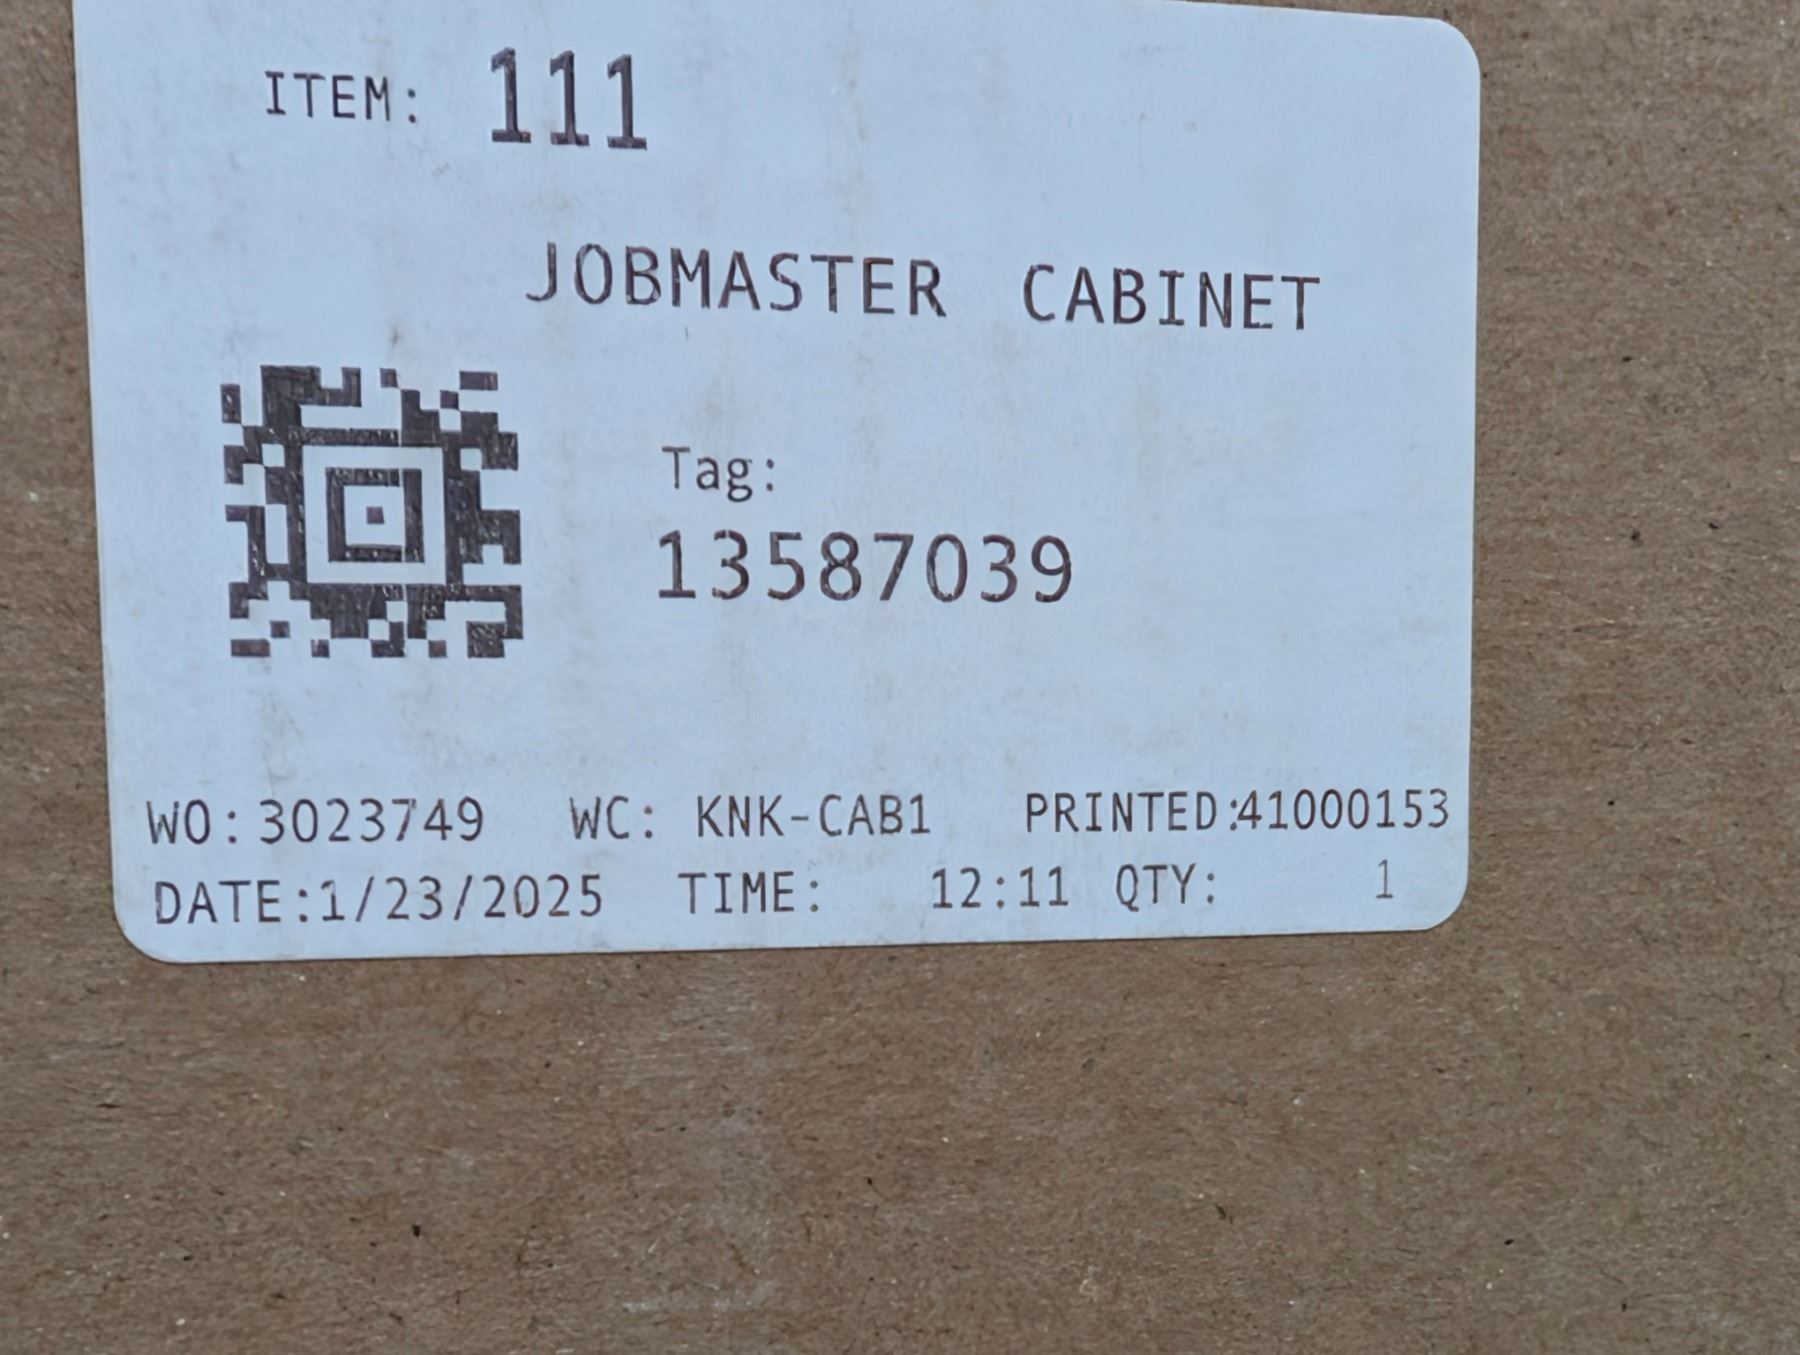 ITEM: 111
JOBMASTER CABINET
Tag:
13587039
WO:3023749 WC: KNK-CAB1 PRINTED:41000153
DATE:1/23/2025 TIME: 12:11 QTY: 1